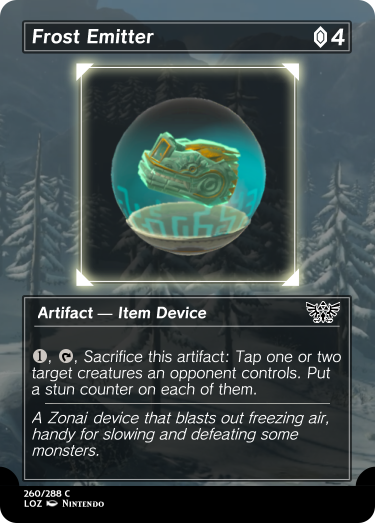 Frost Emitter 4
Artifact — Item Device
1, T, Sacrifice this artifact: Tap one or two
target creatures an opponent controls. Put
a stun counter on each of them.
A Zonai device that blasts out freezing air,
handy for slowing and defeating some
monsters.
260/288 C
LOZ Nintendo